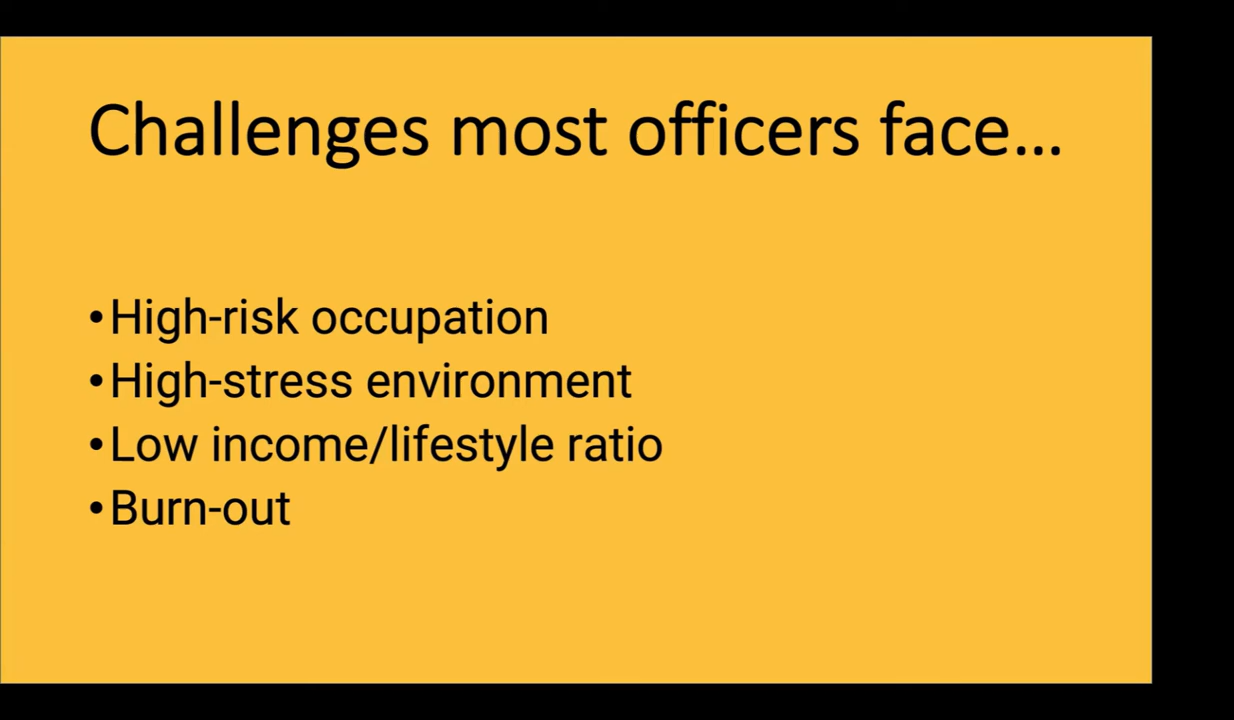 Challenges most officers face...
•High-risk occupation
•High-stress environment
•Low income/lifestyle ratio
•Burn-out